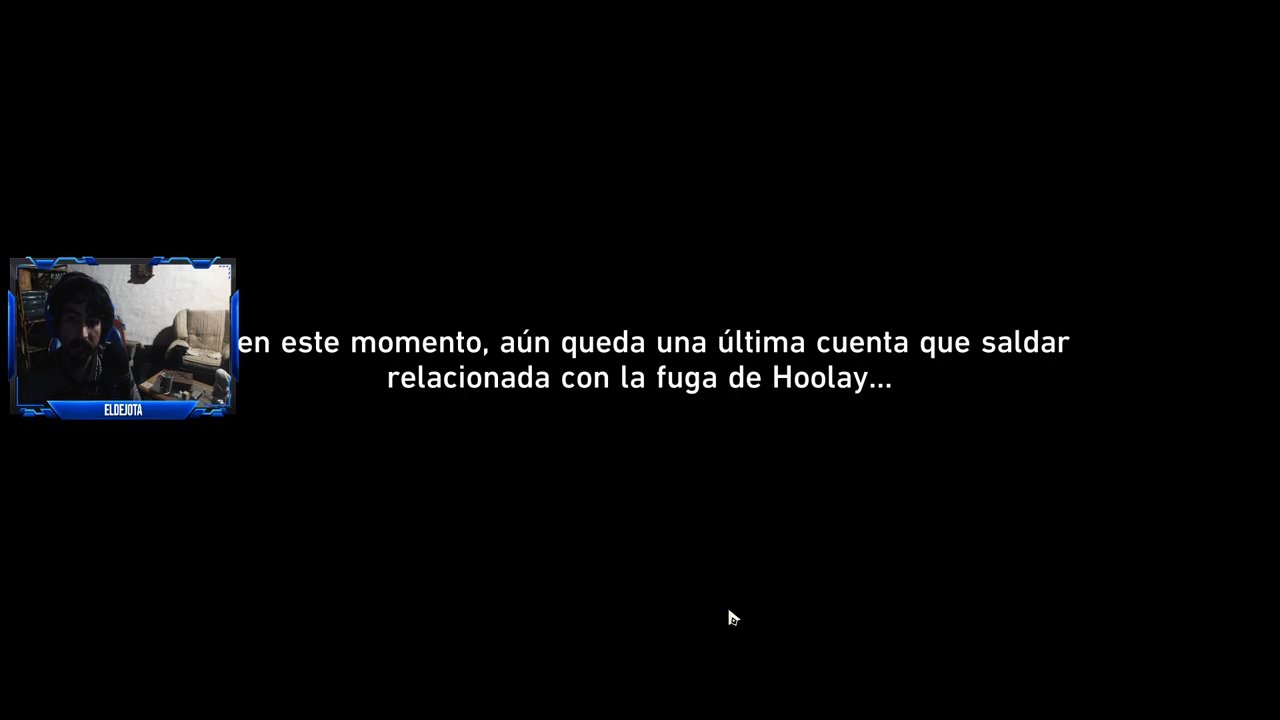 en este momento, aún queda una última cuenta que saldar
relacionada con la fuga de Hoolay...
ELDEJOTA